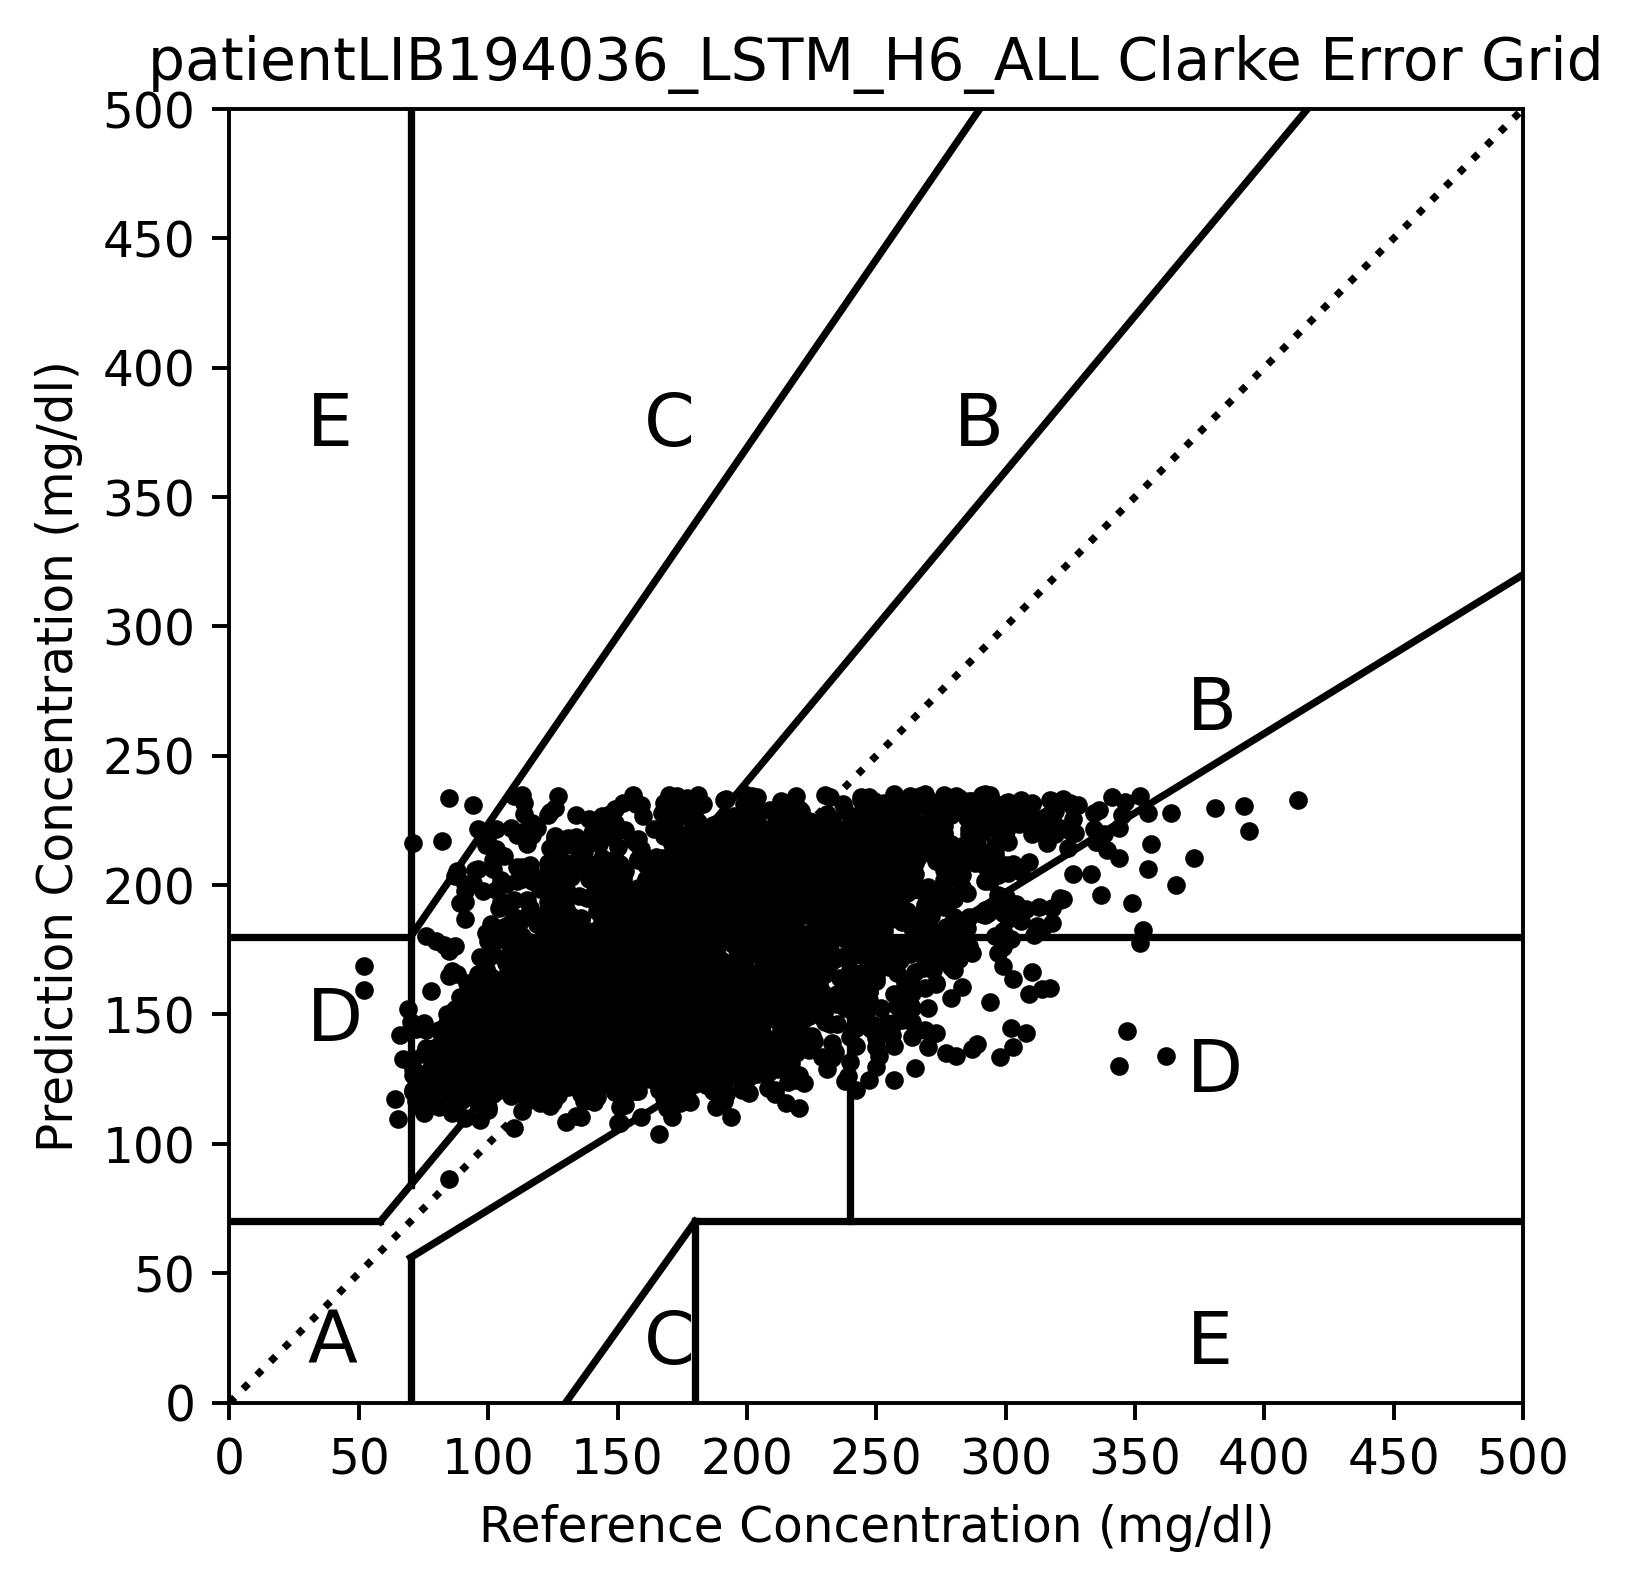 patientLIB194036_LSTM_H6_ALL Clarke Error Grid
Prediction Concentration (mg/dl)
500
450
400
350
300
250
200
150
100
50
0
E
C
B
B
D
D
A
C
E
0 50 100 150 200 250 300 350 400 450 500
Reference Concentration (mg/dl)